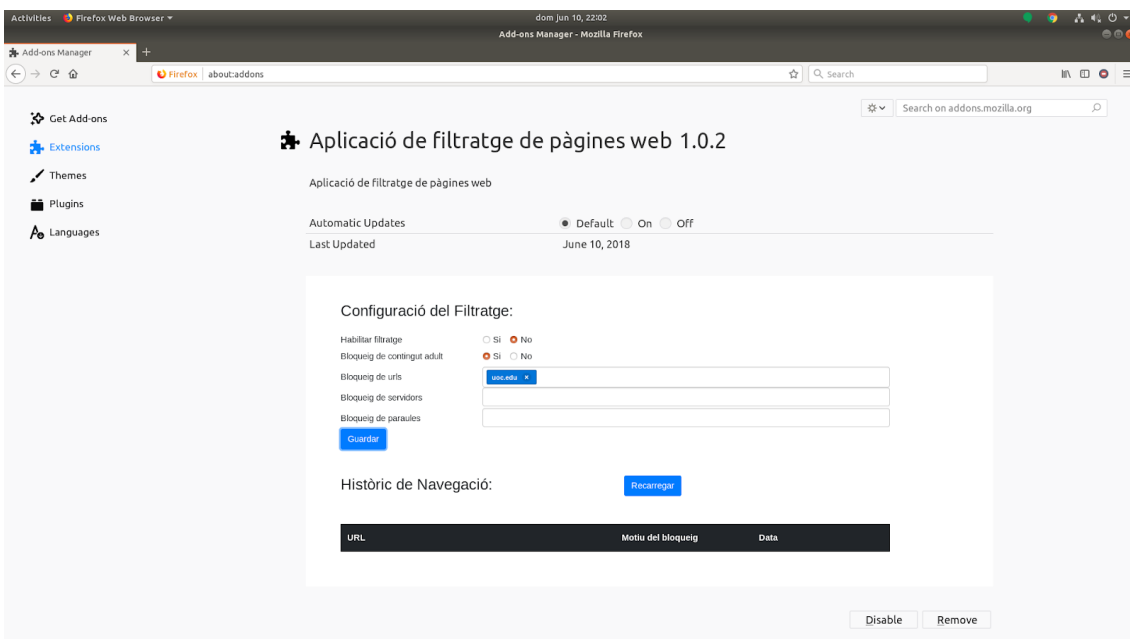 Activities Firefox Web Browser dom jun 10, 22:02
Add-ons Manager - Mozilla Firefox
Add-ons Manager × +
Firefox about:addons Search
Search on addons.mozilla.org
Get Add-ons
Extensions
Themes
Plugins
Languages
Aplicació de filtratge de pàgines web 1.0.2
Aplicació de filtratge de pàgines web
Automatic Updates Default On Off
Last Updated June 10, 2018
Configuració del Filtratge:
Habilitar filtratge Si No
Bloqueig de contingut adult Si No
Bloqueig de urls uoc.edu ×
Bloqueig de servidors
Bloqueig de paraules
Guardar
Històric de Navegació: Recarregar
URL Motiu del bloqueig Data
Disable Remove